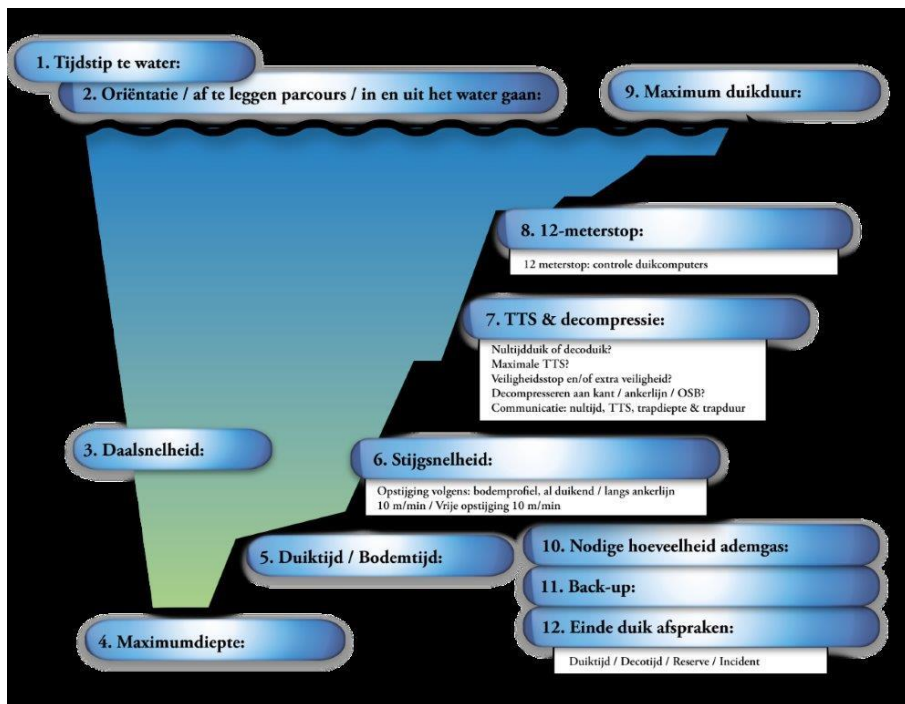 1. Tijdstip te water:
2. Oriëntatie / af te leggen parcours / in en uit het water gaan:
3. Daalsnelheid:
4. Maximumdiepte:
5. Duiktijd / Bodemtijd:
6. Stijgsnelheid:
Opstijging volgens: bodemprofiel, al duikend / langs ankerlijn
10 m/min / Vrije opstijging 10 m/min
7. TTS & decompressie:
Nultijdduik of decoduik?
Maximale TTS?
Veiligheidsstop en/of extra veiligheid?
Decompresseren aan kant / ankerlijn / OSB?
Communicatie: nultijd, TTS, trapdiepte & trapduur
8. 12-meterstop:
12 meterstop: controle duikcomputers
9. Maximum duikduur:
10. Nodige hoeveelheid ademgas:
11. Back-up:
12. Einde duik afspraken:
Duiktijd / Decotijd / Reserve / Incident